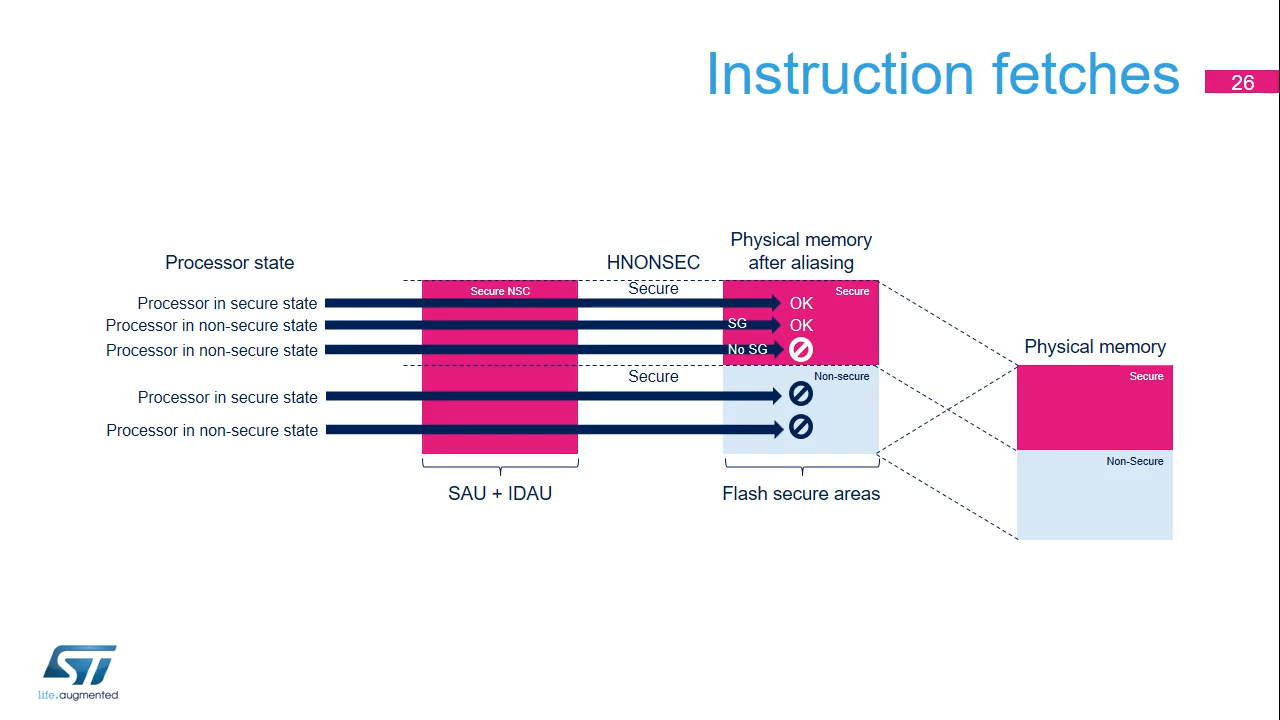 Instruction fetches
26
Processor state
HNONSEC
Physical memory
after aliasing
Secure NSC
Secure
Secure
Processor in secure state
OK
Processor in non-secure state
SG
OK
Processor in non-secure state
No SG
Physical memory
Secure
Non-secure
Secure
Processor in secure state
Processor in non-secure state
Non-Secure
SAU + IDAU
Flash secure areas
ST
life.augmented